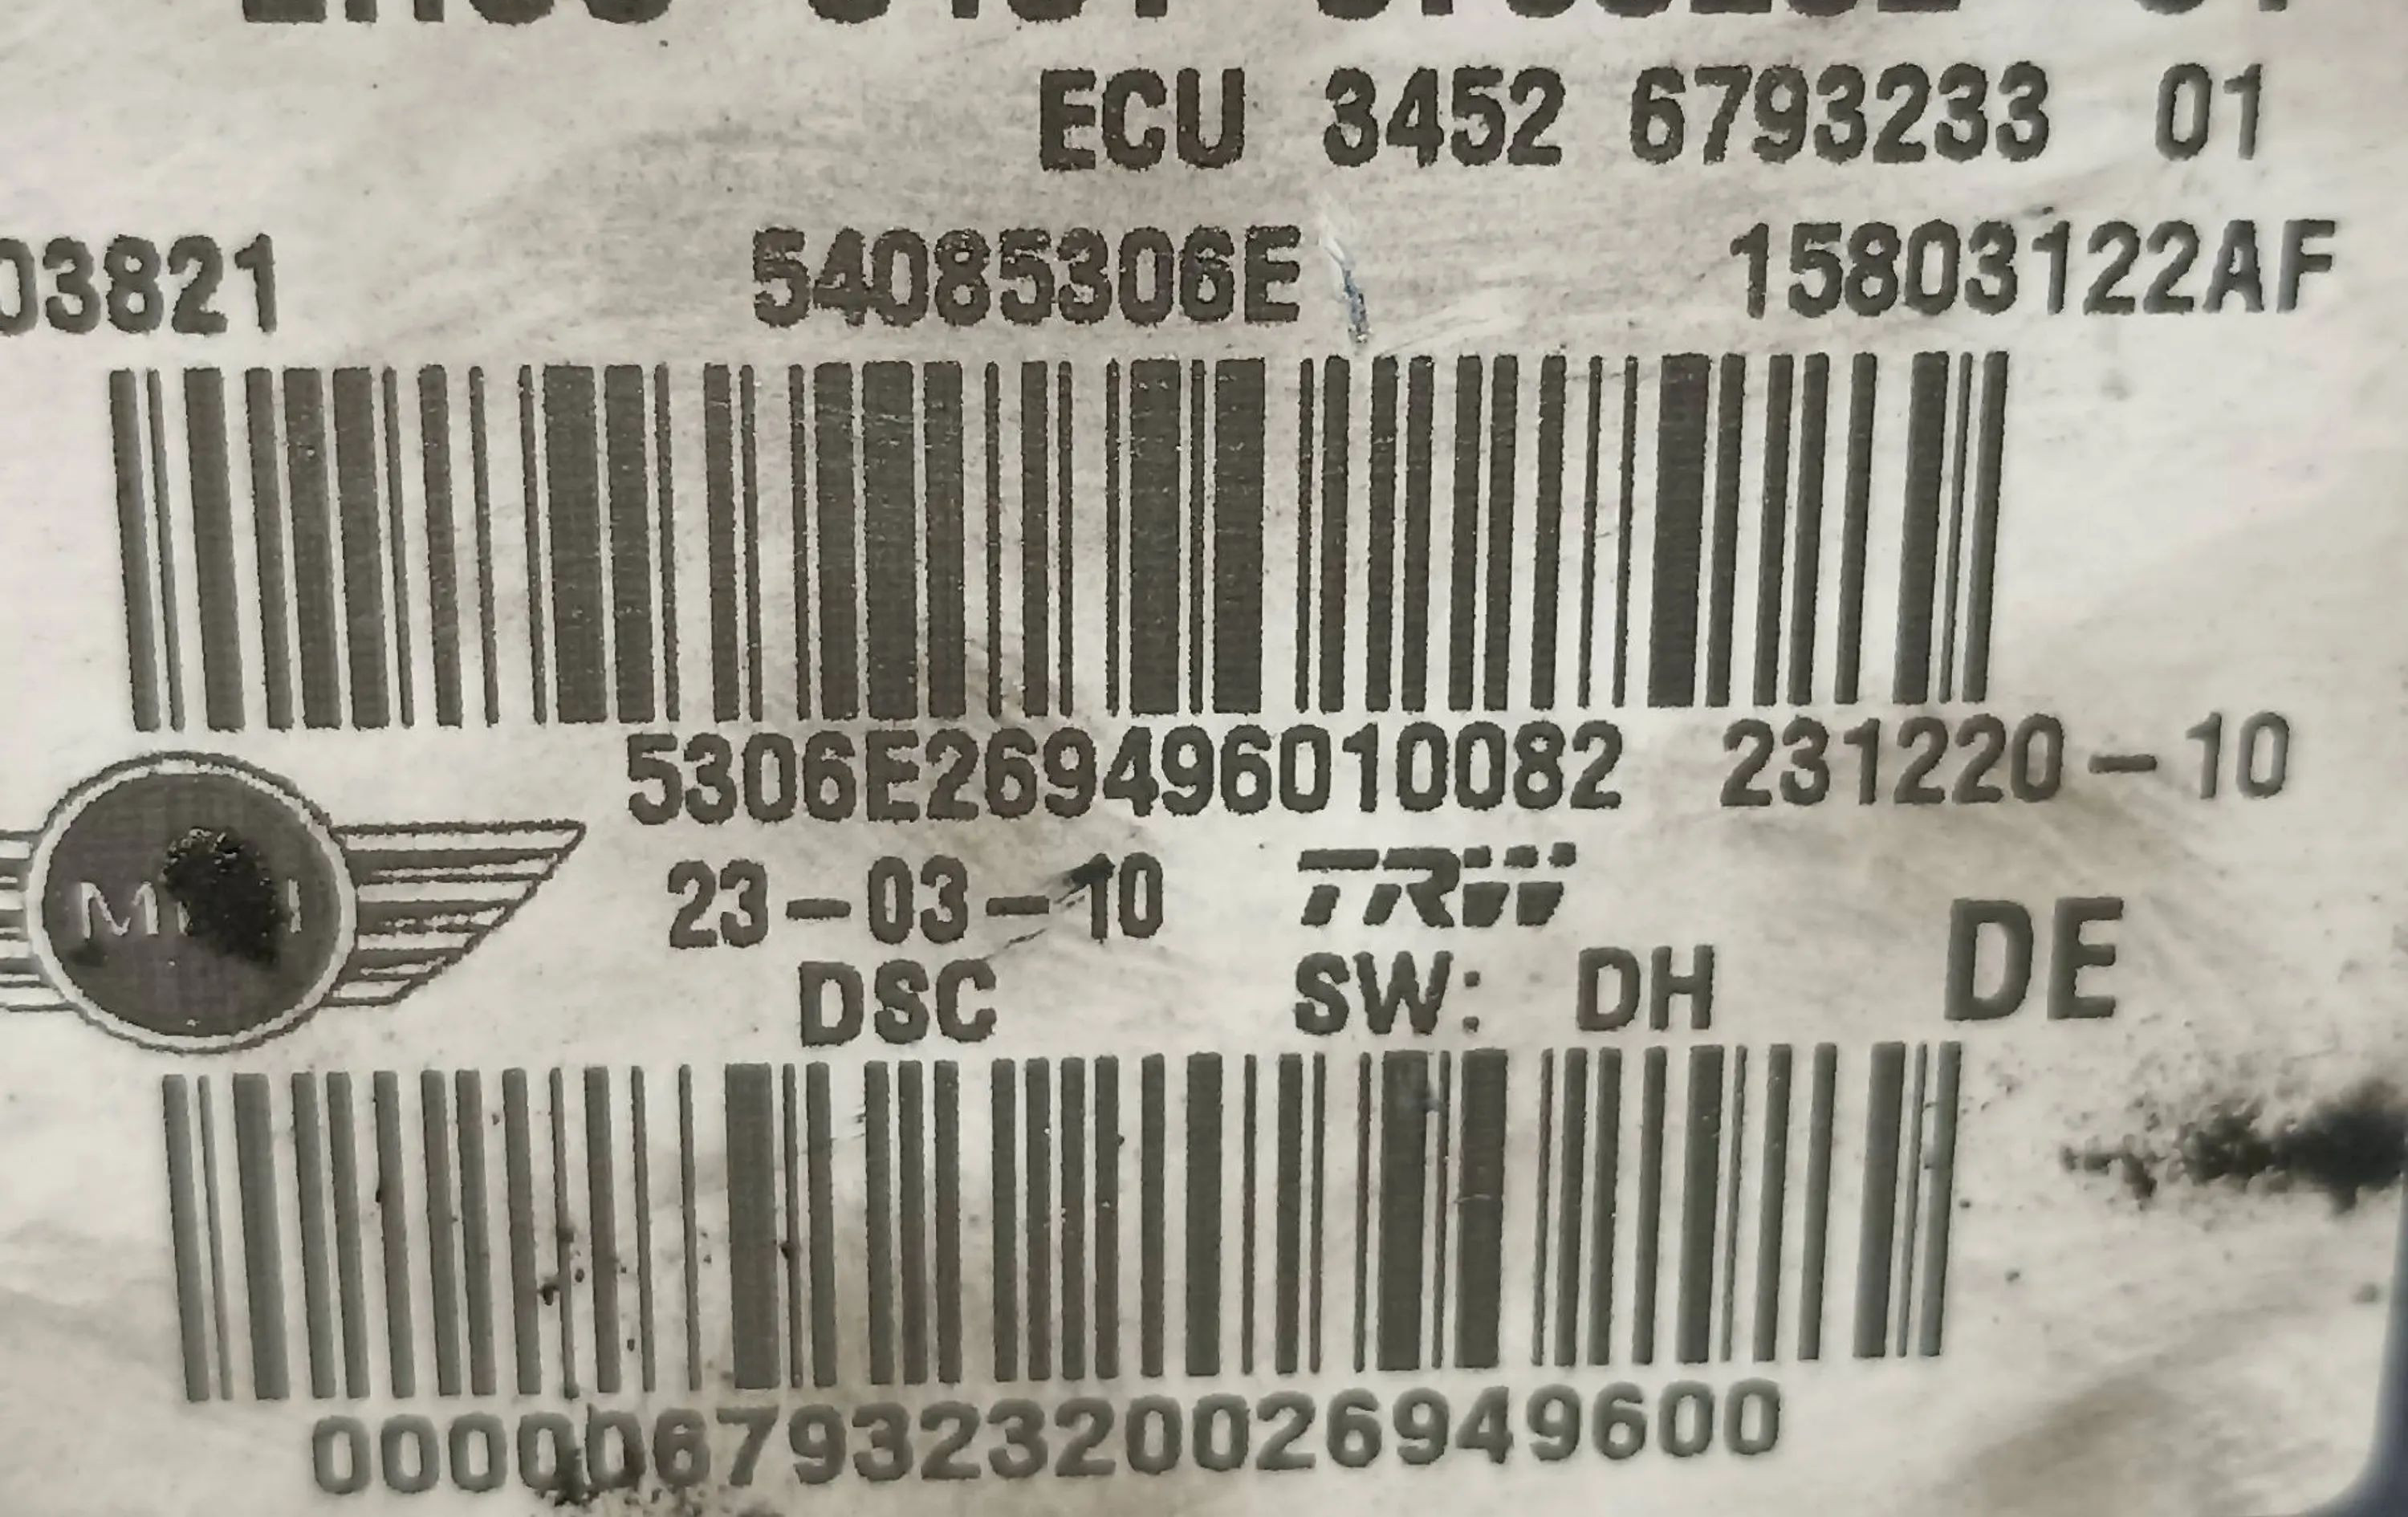 ECU 3452 6793233 01
03821 54085306E 15803122AF
5306E269496010082 231220-10
23-03-10 TRW
DSC SW: DH DE
0000067932320026949600